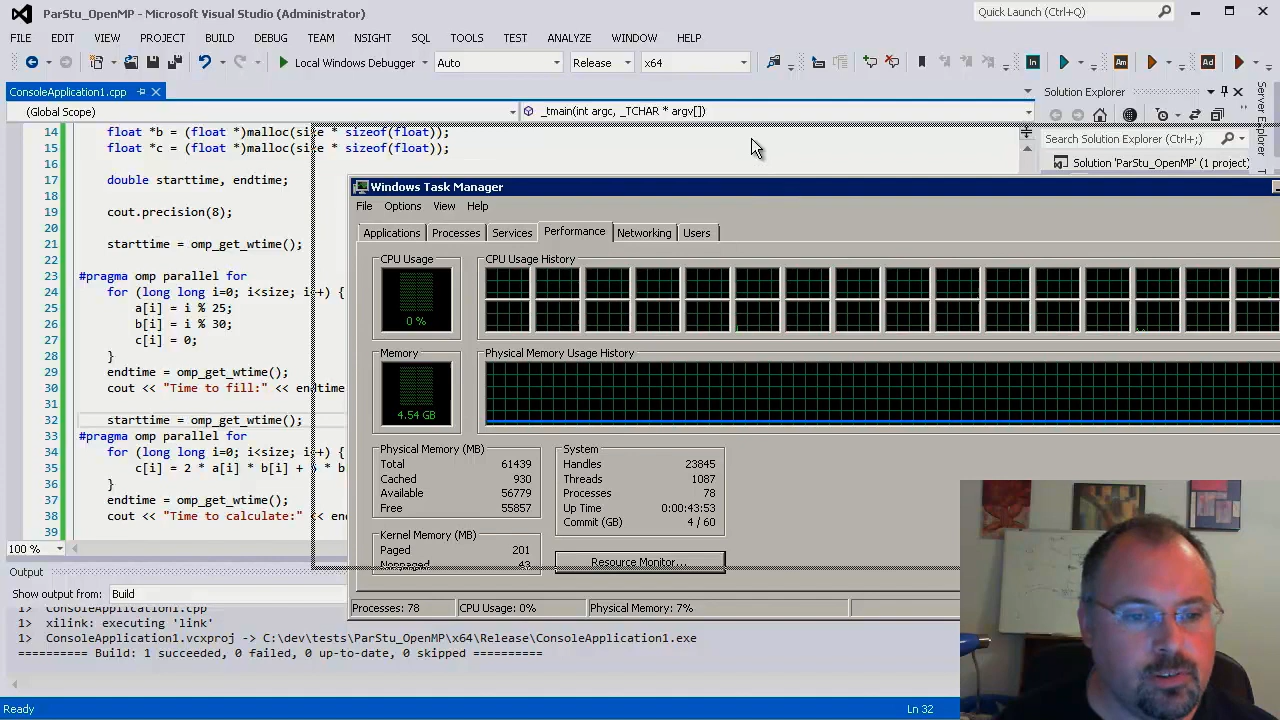 ParStu_OpenMP - Microsoft Visual Studio (Administrator)
Quick Launch (Ctrl+Q)
FILE EDIT VIEW PROJECT BUILD DEBUG TEAM NSIGHT SQL TOOLS TEST ANALYZE WINDOW HELP
Local Windows Debugger Auto Release x64 In Am Ad
ConsoleApplication1.cpp
Solution Explorer
Server Explorer
(Global Scope) _tmain(int argc, _TCHAR * argv[])
Search Solution Explorer (Ctrl+;)
Solution 'ParStu_OpenMP' (1 project)
14 float *b = (float *)malloc(size * sizeof(float));
15 float *c = (float *)malloc(size * sizeof(float));
16
17 double starttime, endtime;
18
19 cout.precision(8);
20
21 starttime = omp_get_wtime();
22
23 #pragma omp parallel for
24 for (long long i=0; i<size; i++) {
25 a[i] = i % 25;
26 b[i] = i % 30;
27 c[i] = 0;
28 }
29 endtime = omp_get_wtime();
30 cout << "Time to fill:" << endtime
31
32 starttime = omp_get_wtime();
33 #pragma omp parallel for
34 for (long long i=0; i<size; i++) {
35 c[i] = 2 * a[i] * b[i] + * b
36 }
37 endtime = omp_get_wtime();
38 cout << "Time to calculate:" << en
39
100 %
Windows Task Manager
File Options View Help
Applications Processes Services Performance Networking Users
CPU Usage
0 %
CPU Usage History
Memory
4.54 GB
Physical Memory Usage History
Physical Memory (MB)
Total 61439
Cached 930
Available 56779
Free 55857
Kernel Memory (MB)
Paged 201
Nonpaged 43
System
Handles 23845
Threads 1087
Processes 78
Up Time 0:00:43:53
Commit (GB) 4 / 60
Resource Monitor...
Processes: 78 CPU Usage: 0% Physical Memory: 7%
Output
Show output from: Build
1> ConsoleApplication1.cpp
1> xilink: executing 'link'
1> ConsoleApplication1.vcxproj -> C:\dev\tests\ParStu_OpenMP\x64\Release\ConsoleApplication1.exe
========== Build: 1 succeeded, 0 failed, 0 up-to-date, 0 skipped ==========
Ready
Ln 32